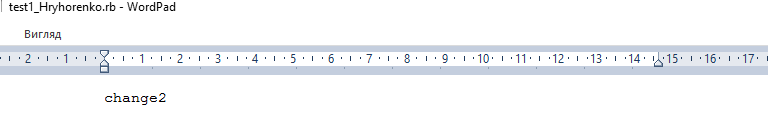 test1_Hryhorenko.rb - WordPad
Вигляд
2 1 1 2 3 4 5 6 7 8 9 10 11 12 13 14 15 16 17
change2